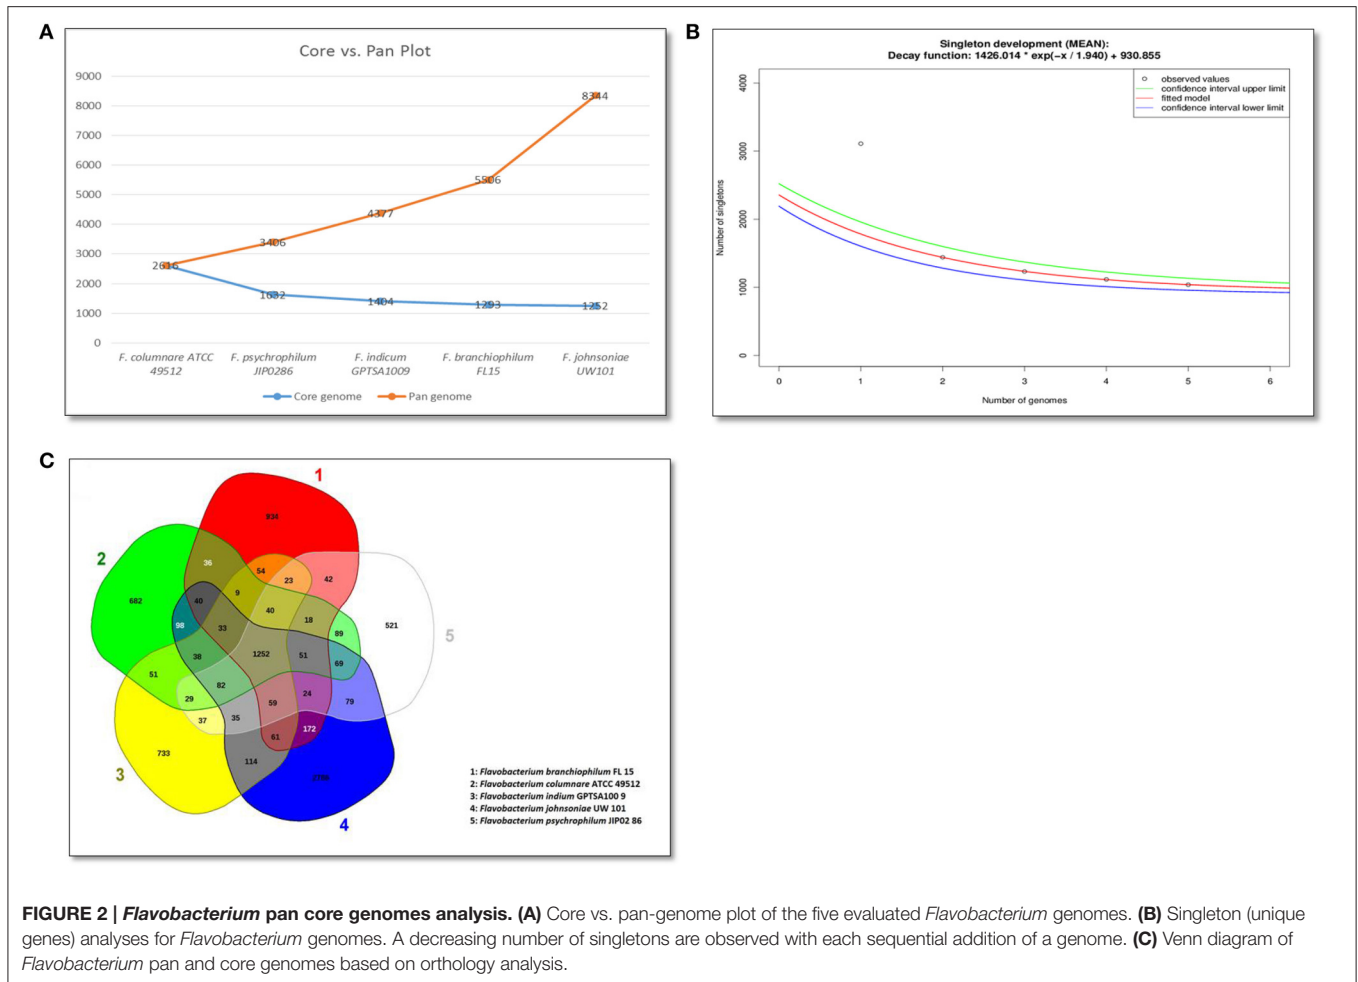 A
Core vs. Pan Plot
9000
8000
7000
6000
5000
4000
3000
2000
1000
0
8344
5506
4377
3406
2616
1632
1404
1293
1252
F. columnare ATCC 49512
F. psychrophilum JIP0286
F. indicum GPTSA1009
F. branchiophilum FL15
F. johnsoniae UW101
Core genome
Pan genome
B
Singleton development (MEAN):
Decay function: 1426.014 * exp(−x / 1.940) + 930.855
observed values
confidence interval upper limit
fitted model
confidence interval lower limit
Number of singletons
4000
3000
2000
1000
0
0 1 2 3 4 5 6
Number of genomes
C
1
2
3
4
5
934
36
54
23
42
682
40
9
40
18
89
521
98
33
38
1252
51
69
51
82
29
59
24
79
37
35
61
172
733
114
1: Flavobacterium branchiophilum FL 15
2: Flavobacterium columnare ATCC 49512
3: Flavobacterium indium GPTSA100 9
4: Flavobacterium johnsoniae UW 101
5: Flavobacterium psychrophilum JIP02 86
FIGURE 2 | Flavobacterium pan core genomes analysis. (A) Core vs. pan-genome plot of the five evaluated Flavobacterium genomes. (B) Singleton (unique
genes) analyses for Flavobacterium genomes. A decreasing number of singletons are observed with each sequential addition of a genome. (C) Venn diagram of
Flavobacterium pan and core genomes based on orthology analysis.